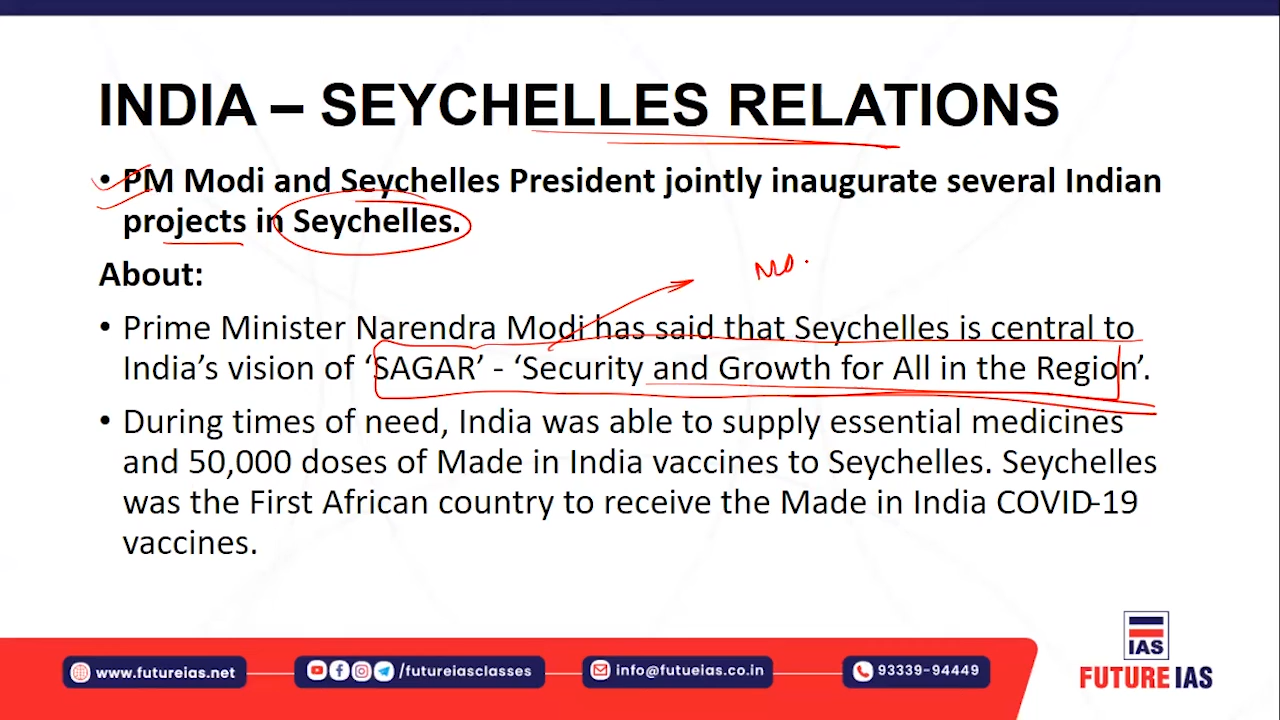 INDIA – SEYCHELLES RELATIONS
• PM Modi and Seychelles President jointly inaugurate several Indian
projects in Seychelles.
About:
• Prime Minister Narendra Modi has said that Seychelles is central to
India’s vision of ‘SAGAR’ - ‘Security and Growth for All in the Region’.
• During times of need, India was able to supply essential medicines
and 50,000 doses of Made in India vaccines to Seychelles. Seychelles
was the First African country to receive the Made in India COVID-19
vaccines.
IAS
FUTURE IAS
www.futureias.net
/futureiasclasses
info@futueias.co.in
93339-94449